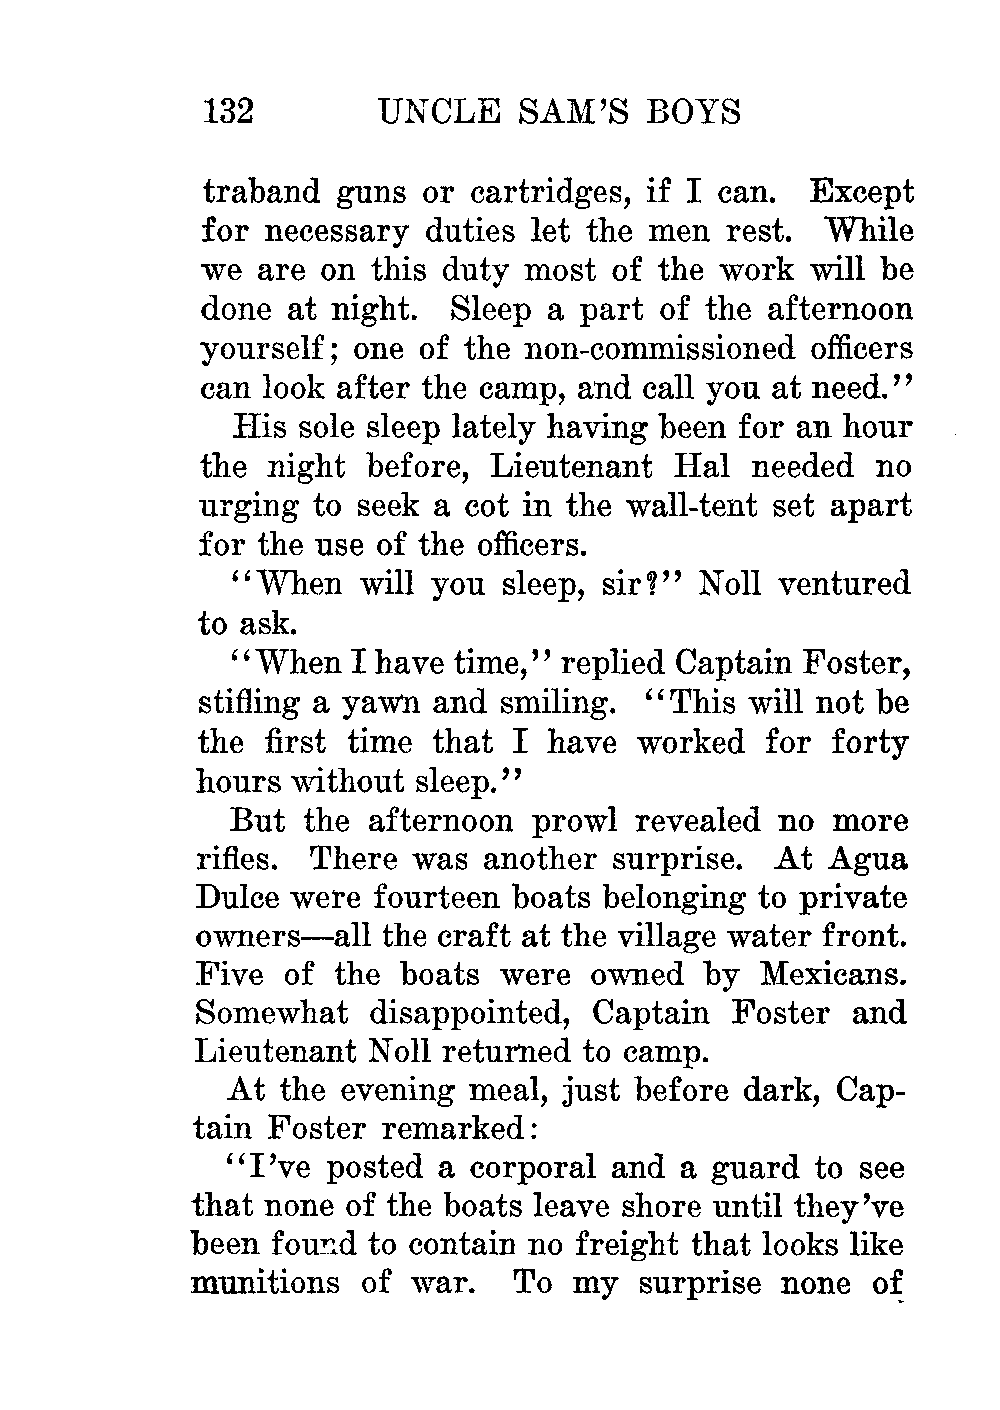 132 UNCLE SAM'S BOYS
traband guns or cartridges, if I can. Except
for necessary duties let the men rest. While
we are on this duty most of the work will be
done at night. Sleep a part of the afternoon
yourself; one of the non-commissioned officers
can look after the camp, and call you at need."
His sole sleep lately having been for an hour
the night before, Lieutenant Hal needed no
urging to seek a cot in the wall-tent set apart
for the use of the officers.
"When will you sleep, sir?" Noll ventured
to ask.
"When I have time," replied Captain Foster,
stifling a yawn and smiling. "This will not be
the first time that I have worked for forty
hours without sleep."
But the afternoon prowl revealed no more
rifles. There was another surprise. At Agua
Dulce were fourteen boats belonging to private
owners—all the craft at the village water front.
Five of the boats were owned by Mexicans.
Somewhat disappointed, Captain Foster and
Lieutenant Noll returned to camp.
At the evening meal, just before dark, Cap-
tain Foster remarked:
"I've posted a corporal and a guard to see
that none of the boats leave shore until they've
been found to contain no freight that looks like
munitions of war. To my surprise none of